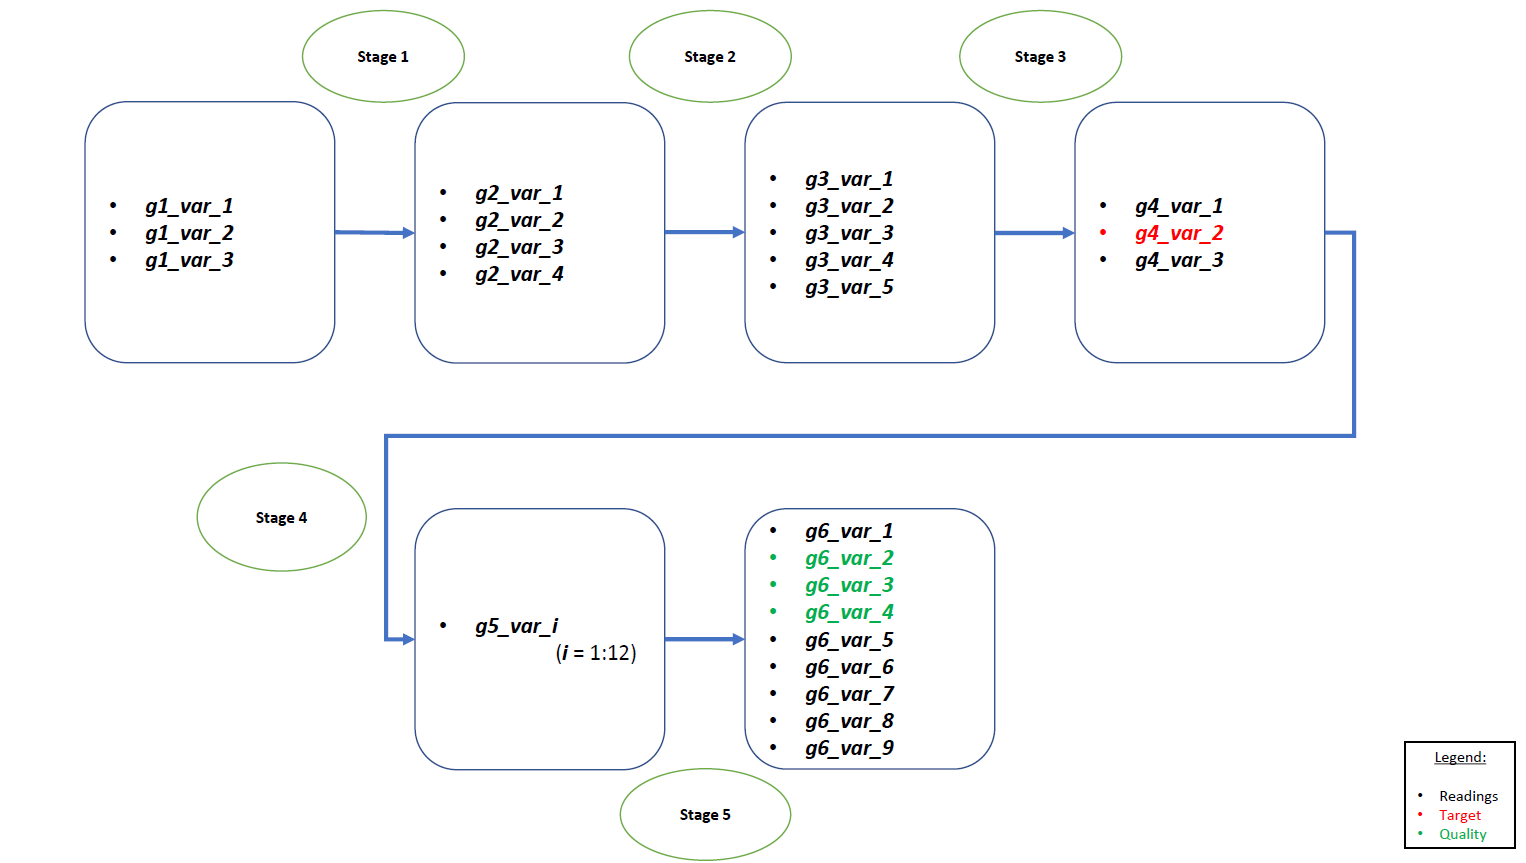 Stage 1
Stage 2
Stage 3
• g1_var_1
• g1_var_2
• g1_var_3
• g2_var_1
• g2_var_2
• g2_var_3
• g2_var_4
• g3_var_1
• g3_var_2
• g3_var_3
• g3_var_4
• g3_var_5
• g4_var_1
• g4_var_2
• g4_var_3
Stage 4
• g5_var_i
(i = 1:12)
• g6_var_1
• g6_var_2
• g6_var_3
• g6_var_4
• g6_var_5
• g6_var_6
• g6_var_7
• g6_var_8
• g6_var_9
Stage 5
Legend:
• Readings
• Target
• Quality